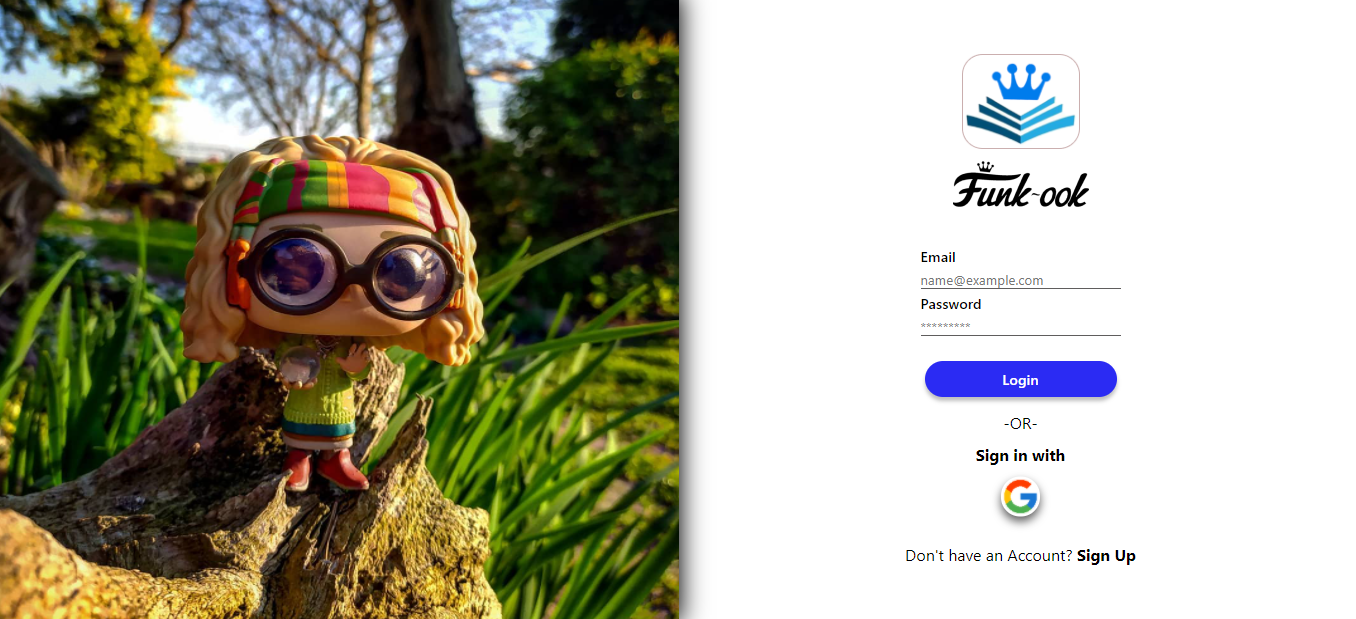 Funk-ook
Email
name@example.com
Password
*********
Login
-OR-
Sign in with
G
Don't have an Account? Sign Up